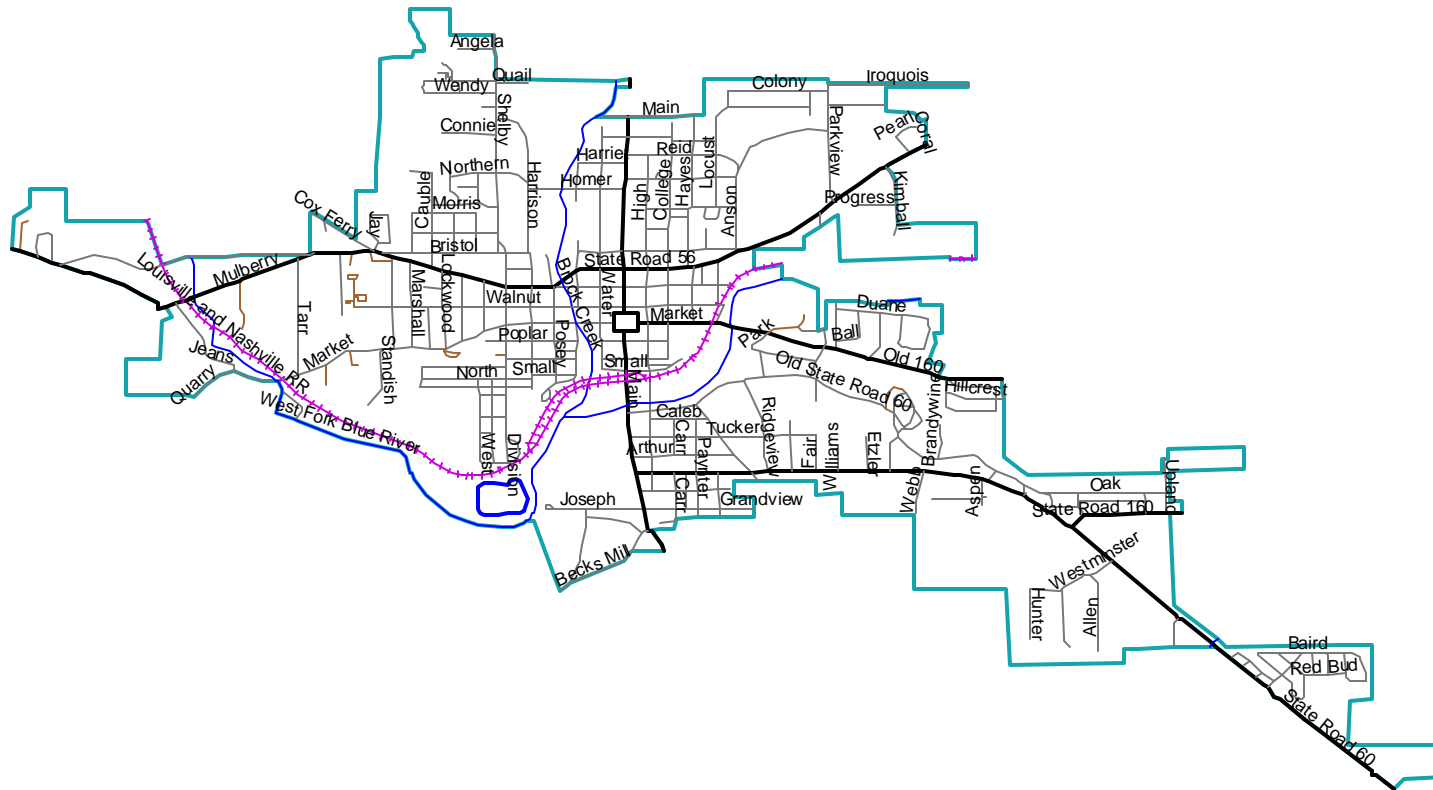 Angela
Quail
Wendy
Shelby
Connie
Northern
Harrison
Cauble
Morris
Cox Ferry
Jay
Bristol
Main
Colony
Iroquois
Harrie
Reid
Homer
High
College
Hayes
Locust
Anson
Parkview
Pearl
Coral
Progress
Kimball
State Road 56
Louisville and Nashville RR
Mulberry
Tarr
Marshall
Lockwood
Walnut
Brock Creek
Water
Market
Poplar
Posey
Small
Small
North
Market
Standish
Jeans
Quarry
West Fork Blue River
West
Division
Main
Park
Duane
Ball
Old 160
Old State Road 60
Hillcrest
Brandywine
Caleb
Tucker
Arthur
Carr
Paynter
Ridgeview
Fair
Williams
Etzler
Webb
Aspen
Joseph
Carr
Grandview
Becks Mill
Oak
Upland
State Road 160
Westminster
Hunter
Allen
Baird
Red Bud
State Road 60